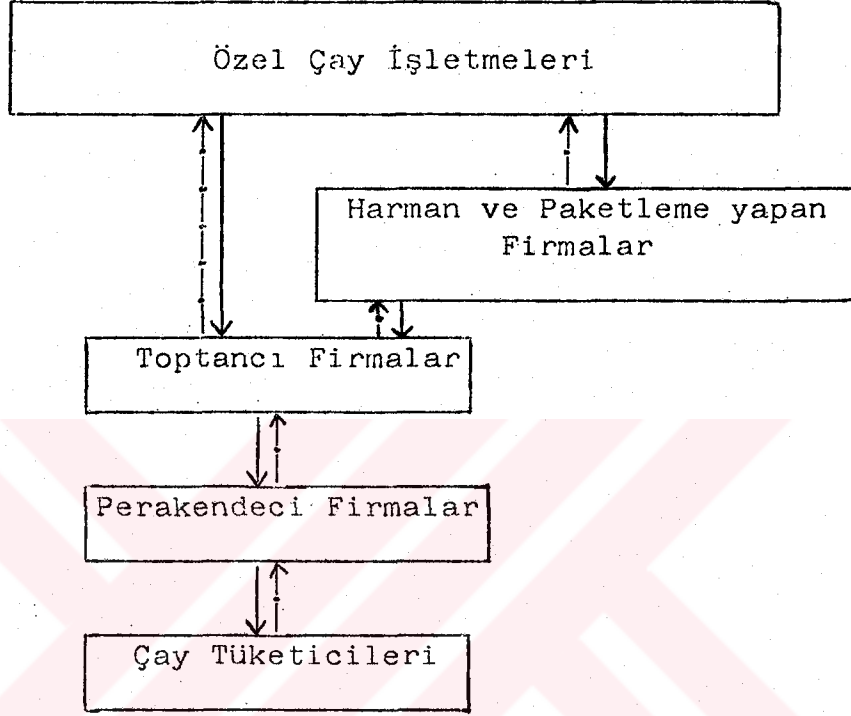 Özel Çay İşletmeleri
Harman ve Paketleme yapan
Firmalar
Toptancı Firmalar
Perakendeci Firmalar
Çay Tüketicileri